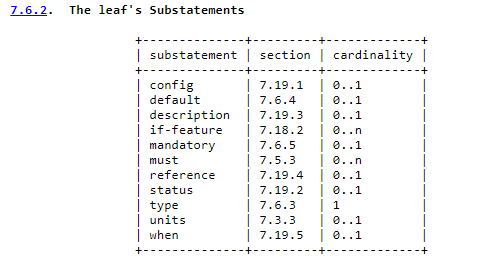 7.6.2.  The leaf's Substatements
+--------------+---------+-------------+
| substatement | section | cardinality |
+--------------+---------+-------------+
| config       | 7.19.1  | 0..1        |
| default      | 7.6.4   | 0..1        |
| description  | 7.19.3  | 0..1        |
| if-feature   | 7.18.2  | 0..n        |
| mandatory    | 7.6.5   | 0..1        |
| must         | 7.5.3   | 0..n        |
| reference    | 7.19.4  | 0..1        |
| status       | 7.19.2  | 0..1        |
| type         | 7.6.3   | 1           |
| units        | 7.3.3   | 0..1        |
| when         | 7.19.5  | 0..1        |
+--------------+---------+-------------+